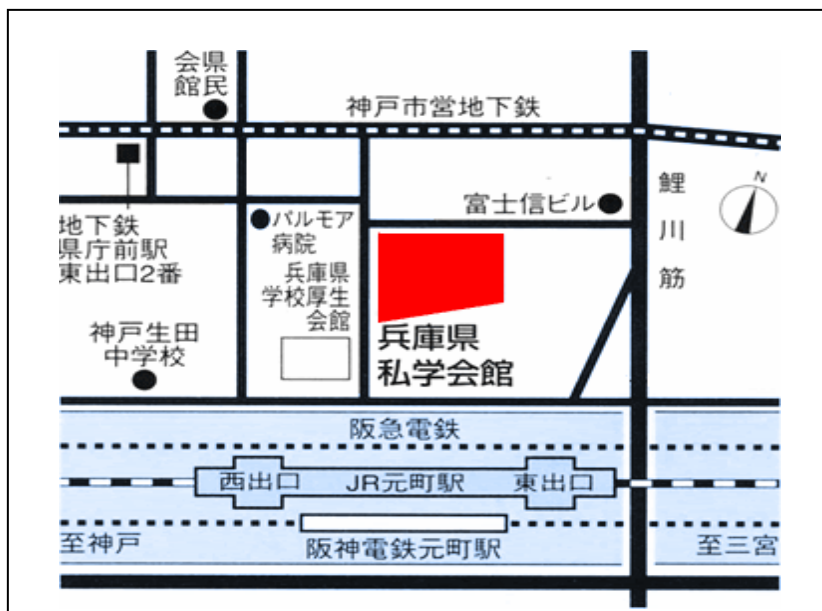 会県
館民
神戸市営地下鉄
富士信ビル
鯉川筋
N
地下鉄
県庁前駅
東出口2番
パルモア
病院
兵庫県
学校厚生
会館
神戸生田
中学校
兵庫県
私学会館
阪急電鉄
西出口
JR元町駅
東出口
至神戸
阪神電鉄元町駅
至三宮